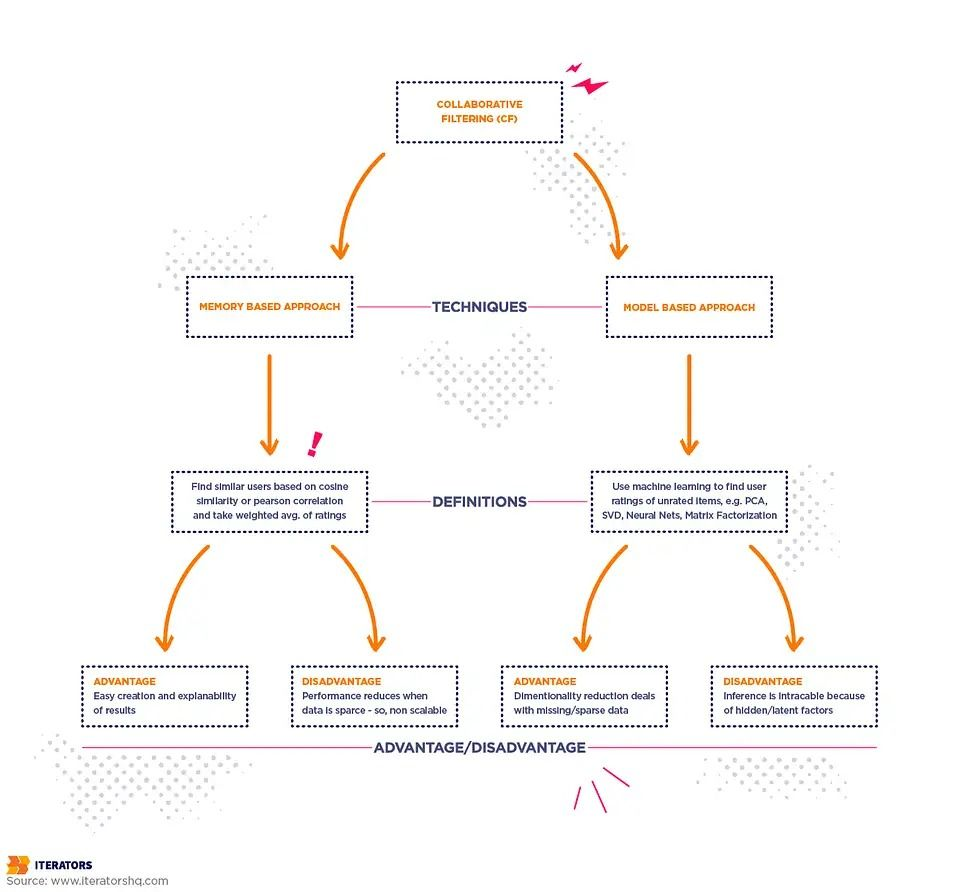 COLLABORATIVE
FILTERING (CF)
MEMORY BASED APPROACH
TECHNIQUES
MODEL BASED APPROACH
Find similar users based on cosine
similarity or pearson correlation
and take weighted avg. of ratings
DEFINITIONS
Use machine learning to find user
ratings of unrated items, e.g. PCA,
SVD, Neural Nets, Matrix Factorization
ADVANTAGE
Easy creation and explanability
of results
DISADVANTAGE
Performance reduces when
data is sparce - so, non scalable
ADVANTAGE
Dimentionality reduction deals
with missing/sparse data
DISADVANTAGE
Inference is intracable because
of hidden/latent factors
ADVANTAGE/DISADVANTAGE
ITERATORS
Source: www.iteratorshq.com